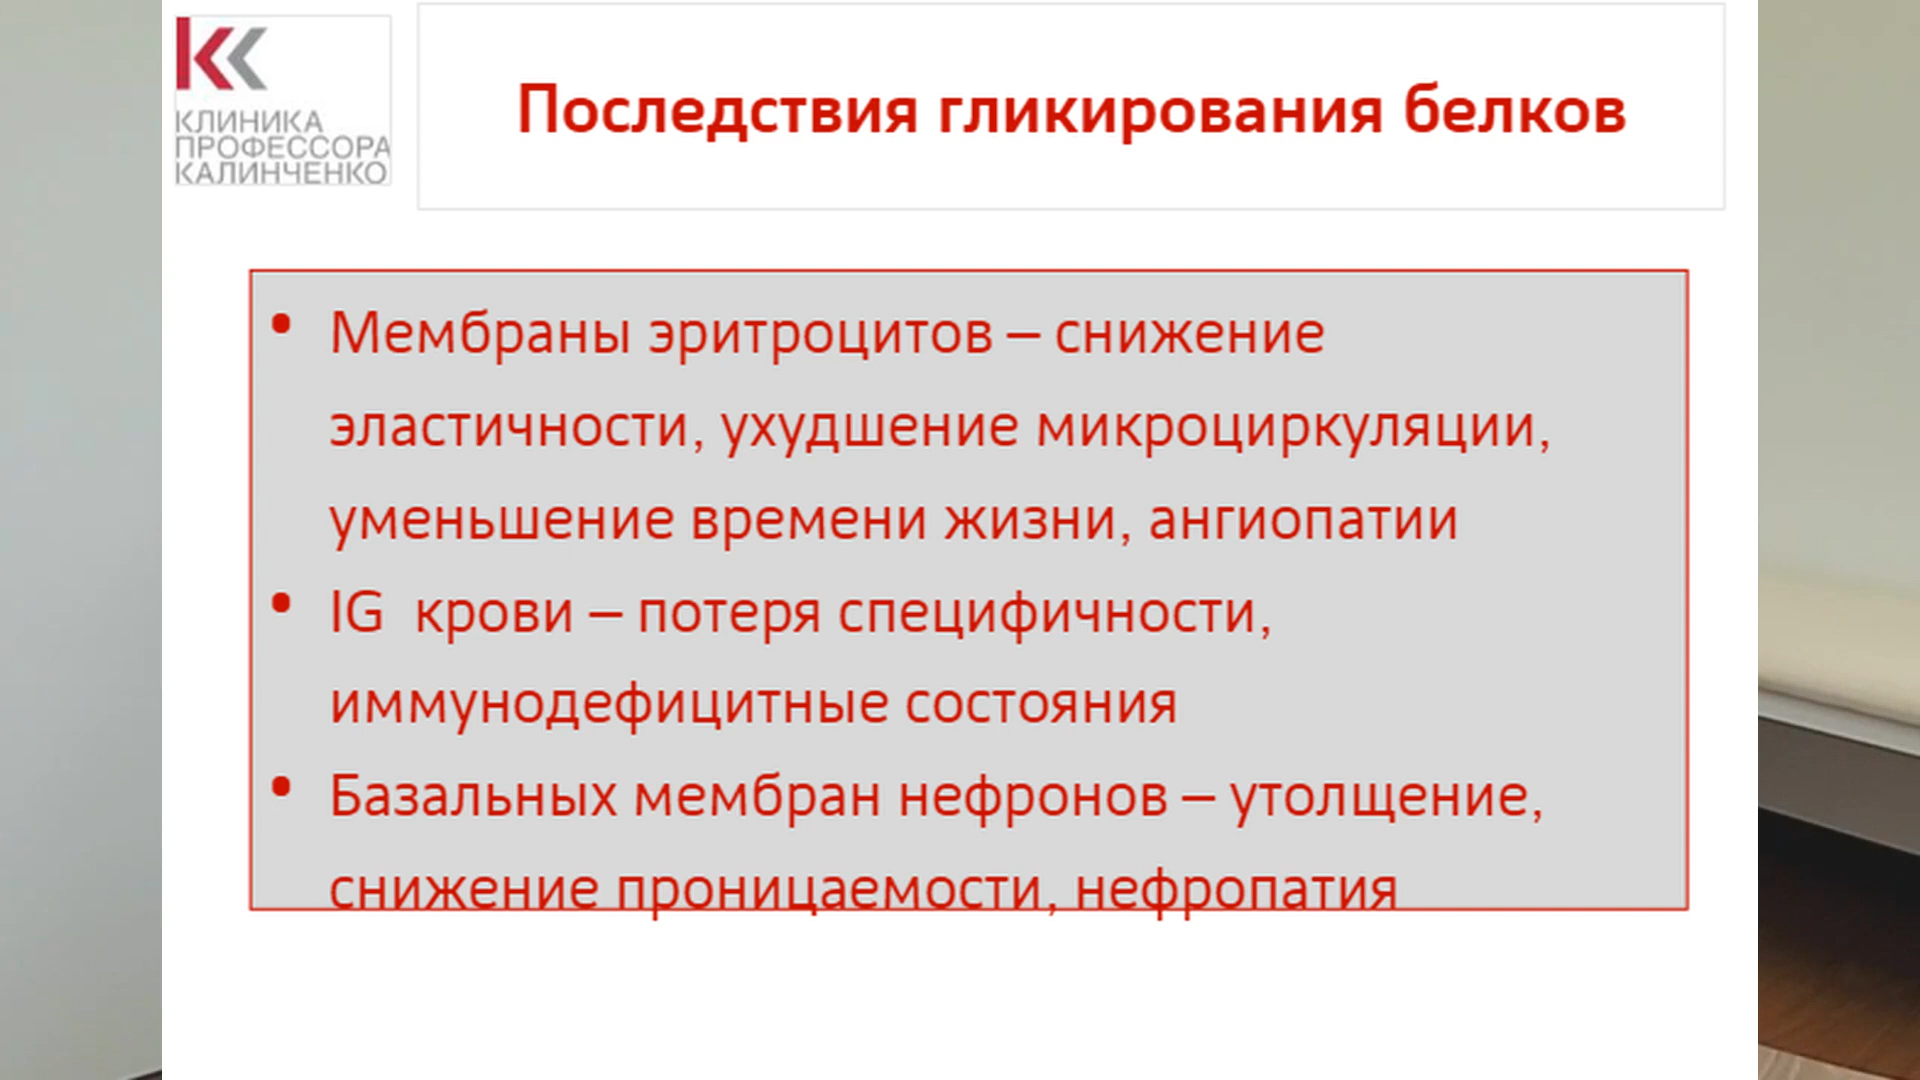 КЛИНИКА
ПРОФЕССОРА
КАЛИНЧЕНКО
Последствия гликирования белков
• Мембраны эритроцитов – снижение
эластичности, ухудшение микроциркуляции,
уменьшение времени жизни, ангиопатии
• IG крови – потеря специфичности,
иммунодефицитные состояния
• Базальных мембран нефронов – утолщение,
снижение проницаемости, нефропатия